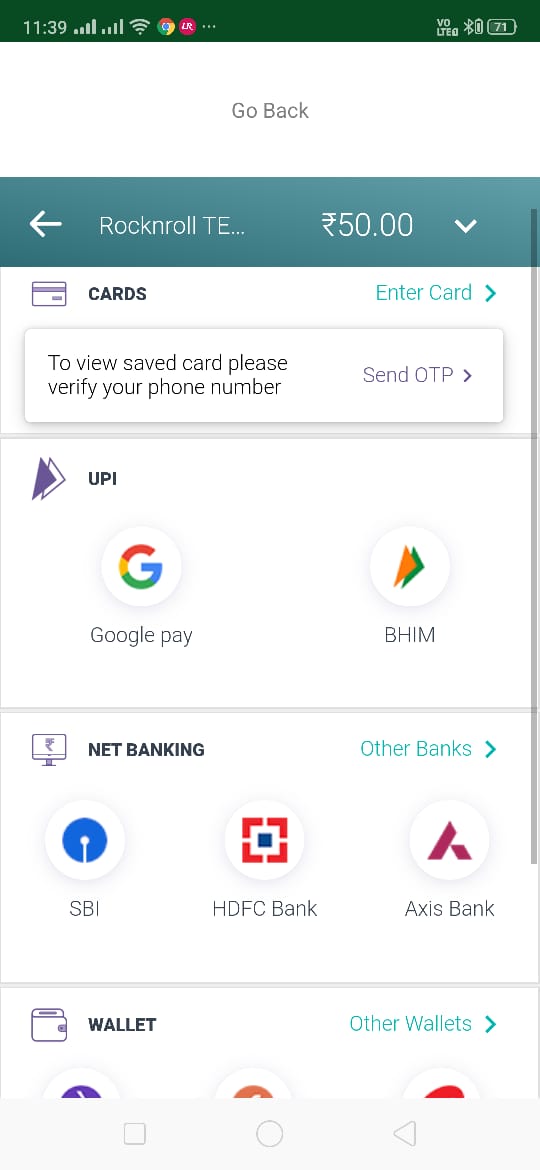 11:39
LR
VO
LTE
71
Go Back
Rocknroll TE... ₹50.00
CARDS Enter Card
To view saved card please
verify your phone number
Send OTP
UPI
Google pay BHIM
₹
NET BANKING Other Banks
SBI HDFC Bank Axis Bank
WALLET Other Wallets